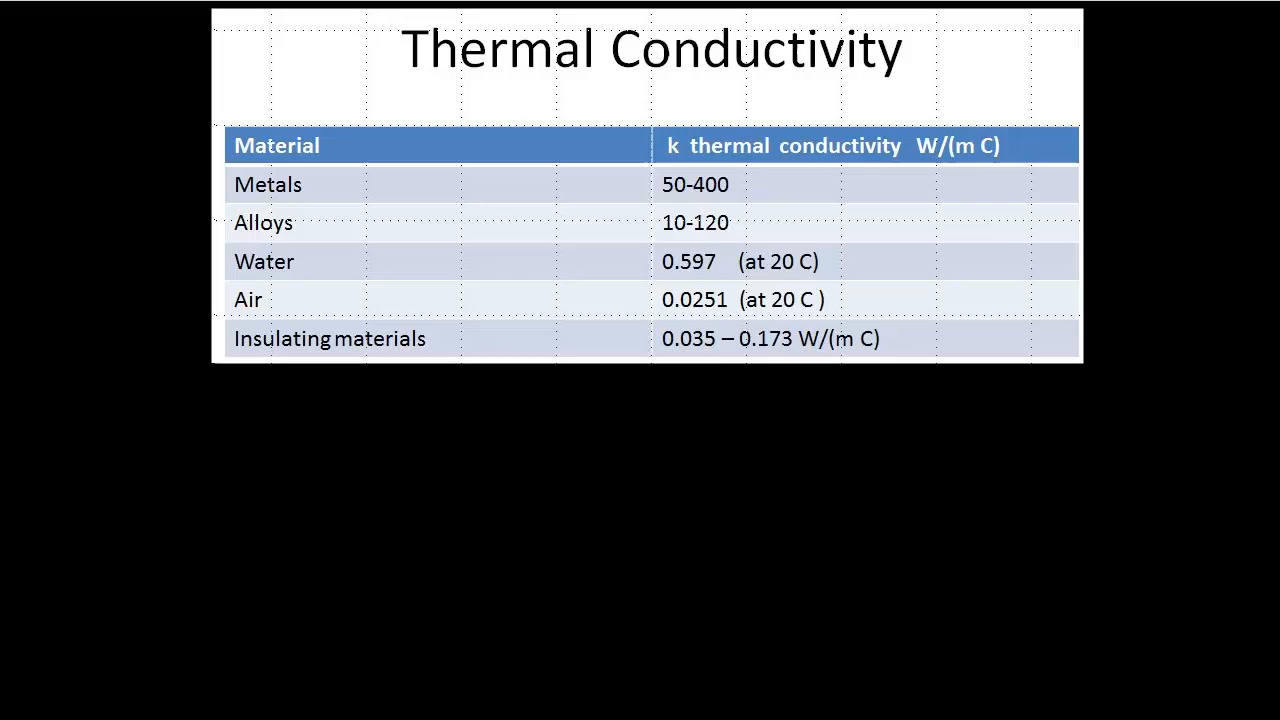 Thermal Conductivity
Material k thermal conductivity W/(m C)
Metals 50-400
Alloys 10-120
Water 0.597 (at 20 C)
Air 0.0251 (at 20 C )
Insulating materials 0.035 – 0.173 W/(m C)